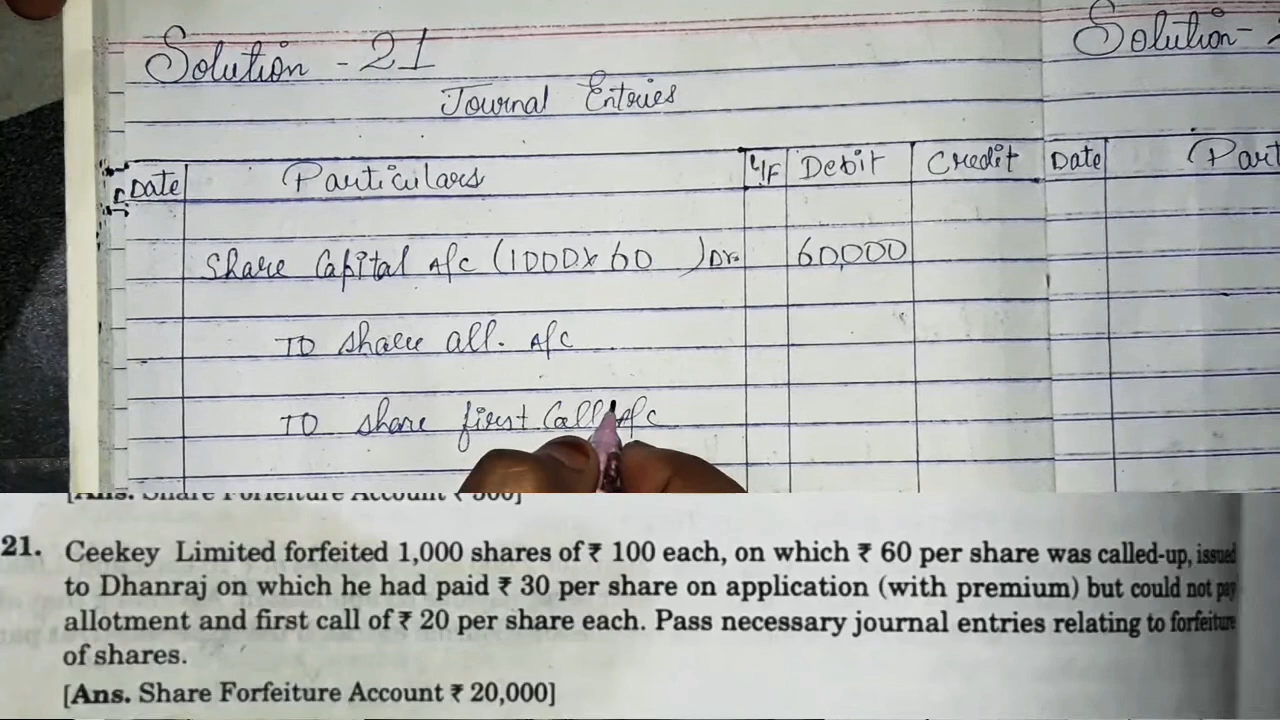 Solution - 21
Solution -
Journal Entries
Date Particulars L/F Debit Credit Date Part
Share Capital A/c (1000x 60 ) Dr. 60,000
To share all. A/c
To share first Call A/c
21. Ceekey Limited forfeited 1,000 shares of ₹ 100 each, on which ₹ 60 per share was called-up, issued
to Dhanraj on which he had paid ₹ 30 per share on application (with premium) but could not pay
allotment and first call of ₹ 20 per share each. Pass necessary journal entries relating to forfeiture
of shares.
[Ans. Share Forfeiture Account ₹ 20,000]